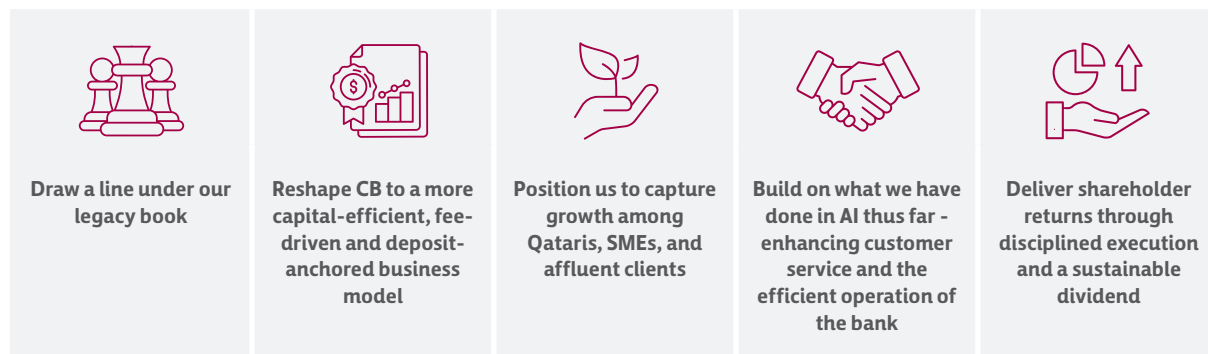 Draw a line under our
legacy book
Reshape CB to a more
capital-efficient, fee-
driven and deposit-
anchored business
model
Position us to capture
growth among
Qataris, SMEs, and
affluent clients
Build on what we have
done in AI thus far -
enhancing customer
service and the
efficient operation of
the bank
Deliver shareholder
returns through
disciplined execution
and a sustainable
dividend
$